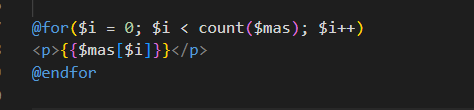 @for($i = 0; $i < count($mas); $i++)
<p>{{$mas[$i]}}</p>
@endfor